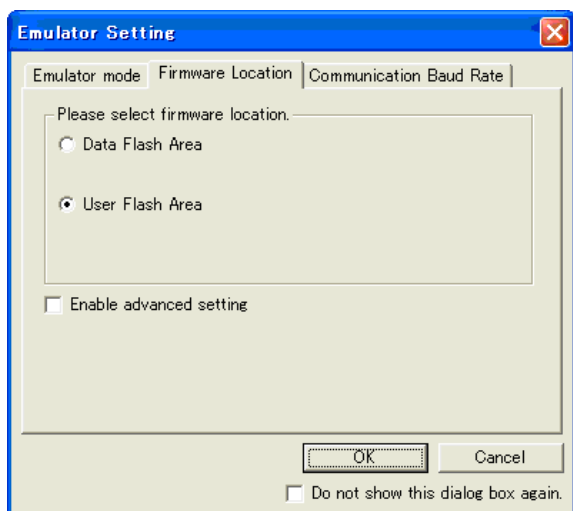 Emulator Setting
Emulator mode Firmware Location Communication Baud Rate
Please select firmware location.
Data Flash Area
User Flash Area
Enable advanced setting
OK Cancel
Do not show this dialog box again.